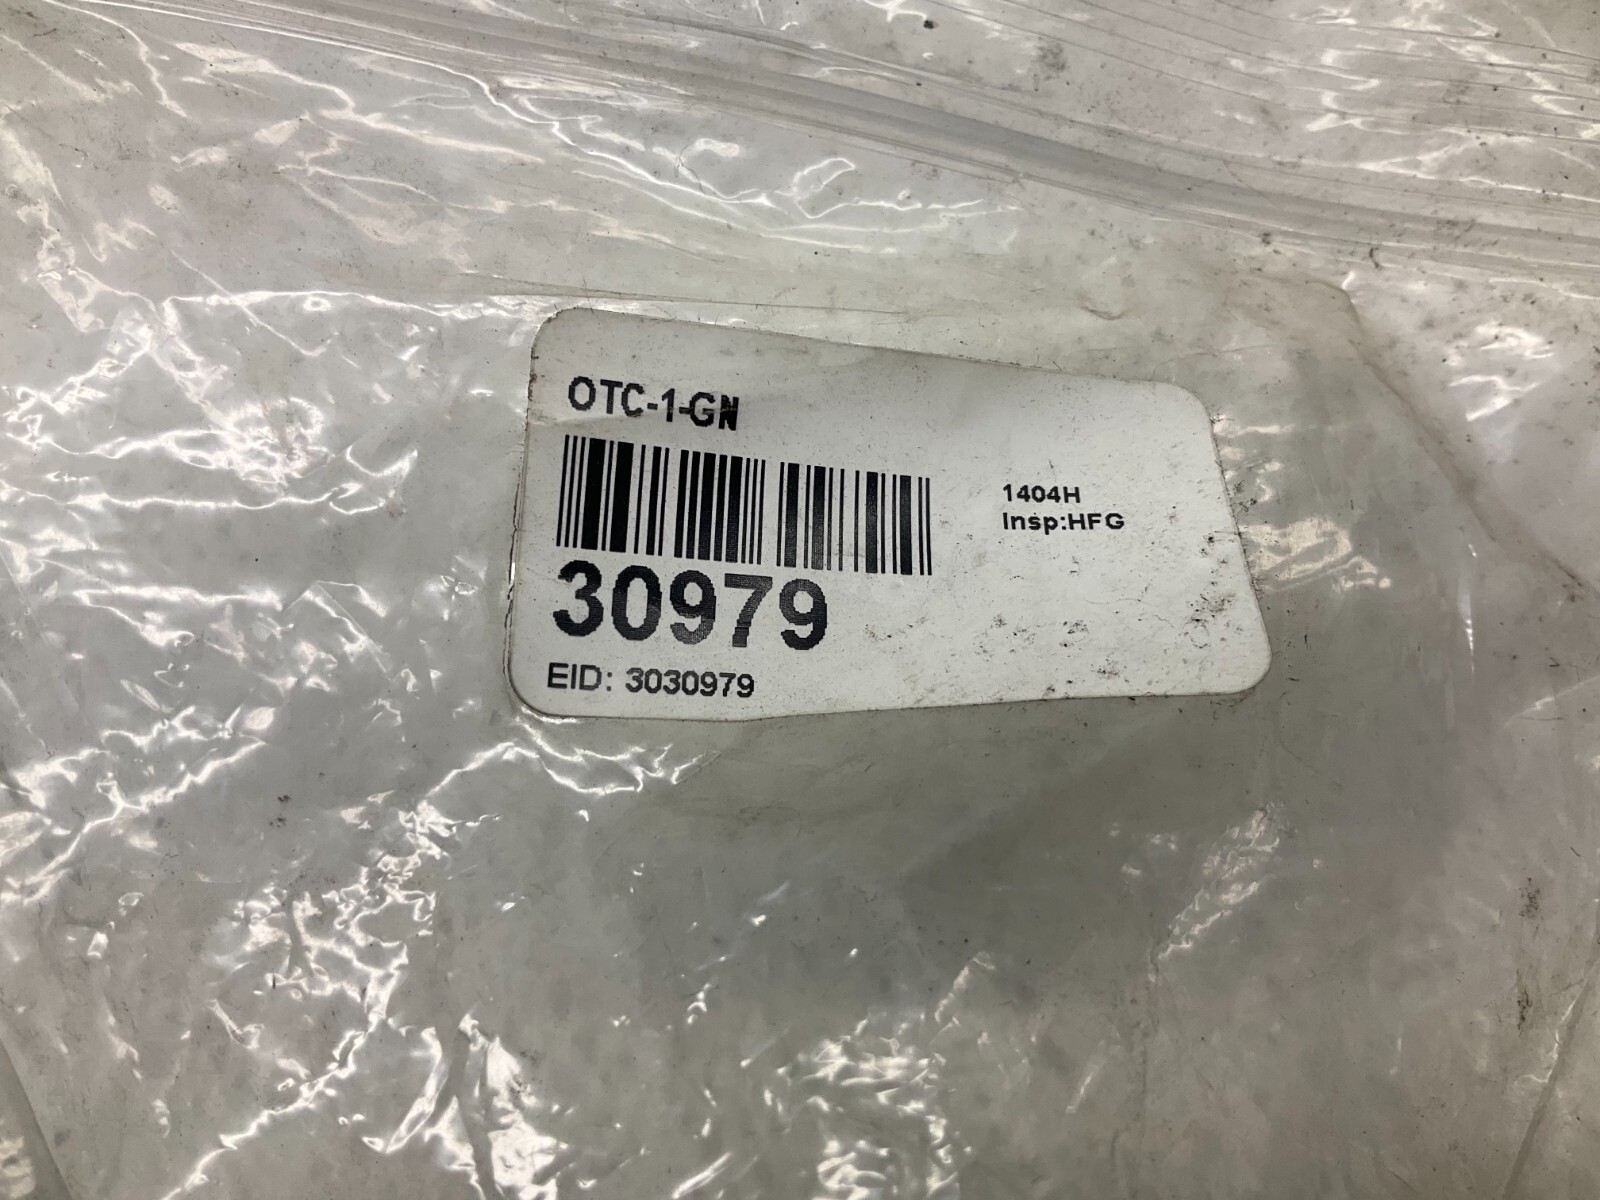 OTC-1-GN
1404H
Insp:HFG
30979
EID: 3030979